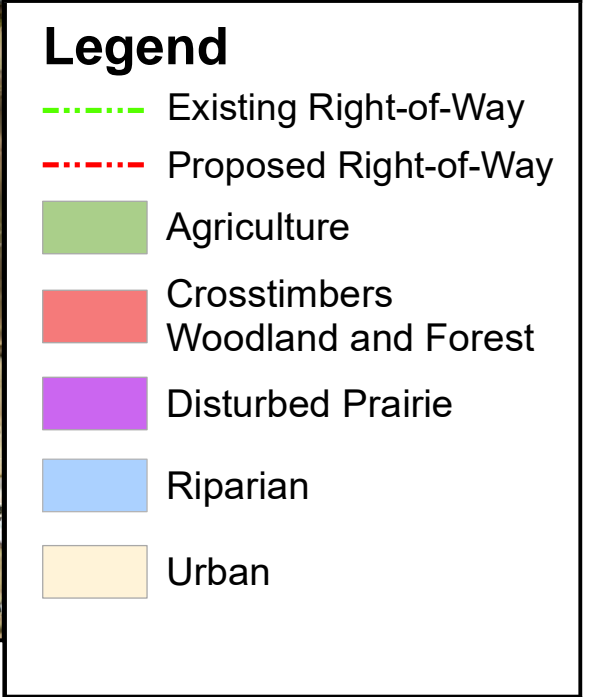 Legend
Existing Right-of-Way
Proposed Right-of-Way
Agriculture
Crosstimbers
Woodland and Forest
Disturbed Prairie
Riparian
Urban